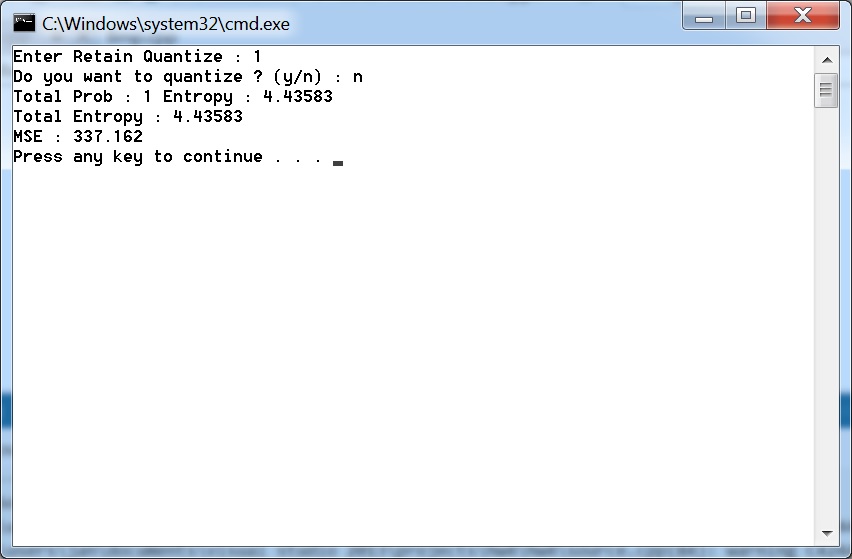 C:\Windows\system32\cmd.exe
Enter Retain Quantize : 1
Do you want to quantize ? (y/n) : n
Total Prob : 1 Entropy : 4.43583
Total Entropy : 4.43583
MSE : 337.162
Press any key to continue . . .